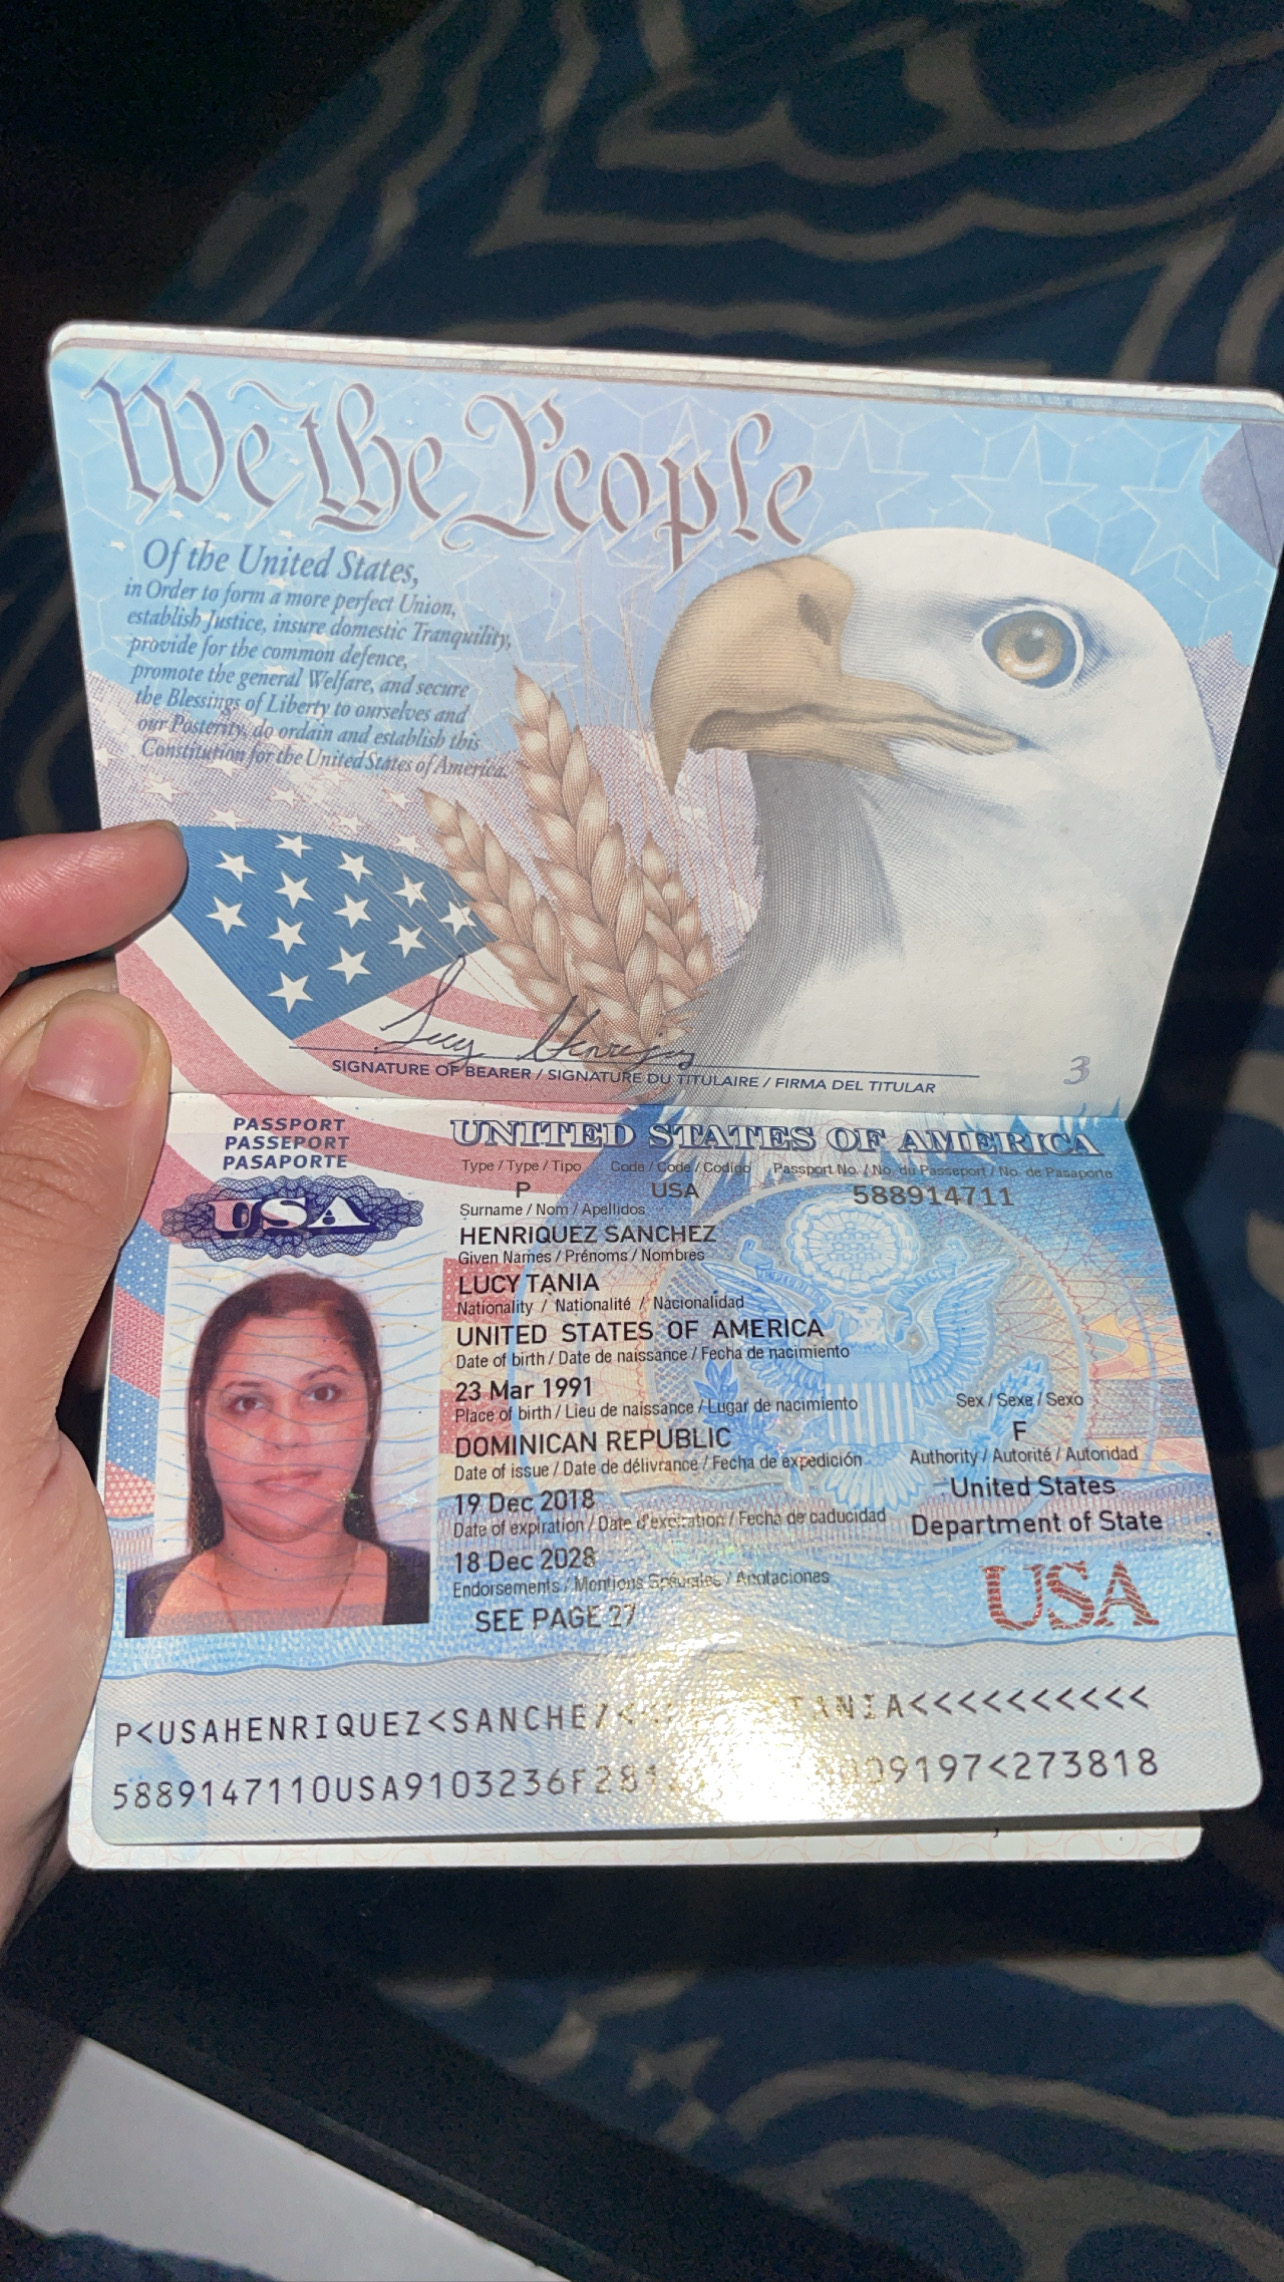 We the People
Of the United States,
in Order to form a more perfect Union,
establish Justice, insure domestic Tranquility,
provide for the common defence,
promote the general Welfare, and secure
the Blessings of Liberty to ourselves and
our Posterity, do ordain and establish this
Constitution for the United States of America.
Lucy Henriquez
SIGNATURE OF BEARER / SIGNATURE DU TITULAIRE / FIRMA DEL TITULAR
3
PASSPORT
PASSEPORT
PASAPORTE
USA
UNITED STATES OF AMERICA
Type / Type / Tipo Code / Code / Codigo Passport No. / No. du Passeport / No. de Pasaporte
P USA 588914711
Surname / Nom / Apellidos
HENRIQUEZ SANCHEZ
Given Names / Prénoms / Nombres
LUCY TANIA
Nationality / Nationalité / Nacionalidad
UNITED STATES OF AMERICA
Date of birth / Date de naissance / Fecha de nacimiento
23 Mar 1991
Place of birth / Lieu de naissance / Lugar de nacimiento
DOMINICAN REPUBLIC
Sex / Sexe / Sexo
F
Date of issue / Date de délivrance / Fecha de expedición
19 Dec 2018
Authority / Autorité / Autoridad
United States
Department of State
Date of expiration / Date d'expiration / Fecha de caducidad
18 Dec 2028
Endorsements / Mentions Spéciales / Anotaciones
SEE PAGE 27
USA
P<USAHENRIQUEZ<SANCHEZ< TANIA<<<<<<<<<<
5889147110USA9103236F281 09197<273818